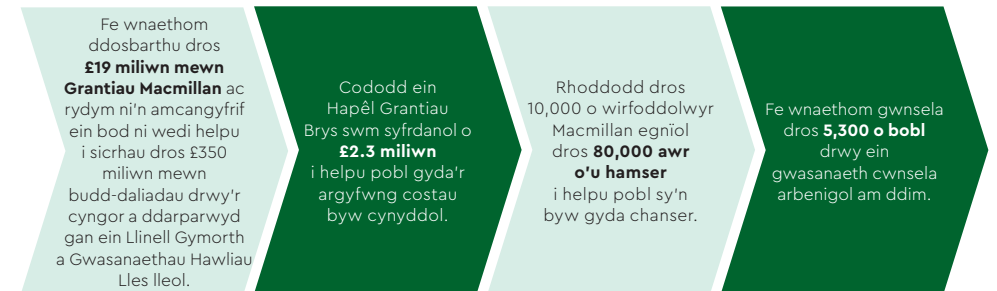 Fe wnaethom
ddosbarthu dros
£19 miliwn mewn
Grantiau Macmillan ac
rydym ni'n amcangyfrif
ein bod ni wedi helpu
i sicrhau dros £350
miliwn mewn
budd-daliadau drwy'r
cyngor a ddarparwyd
gan ein Llinell Gymorth
a Gwasanaethau Hawliau
Lles lleol.
Cododd ein
Hapêl Grantiau
Brys swm syfrdanol o
£2.3 miliwn
i helpu pobl gyda'r
argyfwng costau
byw cynyddol.
Rhoddodd dros
10,000 o wirfoddolwyr
Macmillan egnïol
dros 80,000 awr
o'u hamser
i helpu pobl sy'n
byw gyda chanser.
Fe wnaethom gwnsela
dros 5,300 o bobl
drwy ein
gwasanaeth cwnsela
arbenigol am ddim.